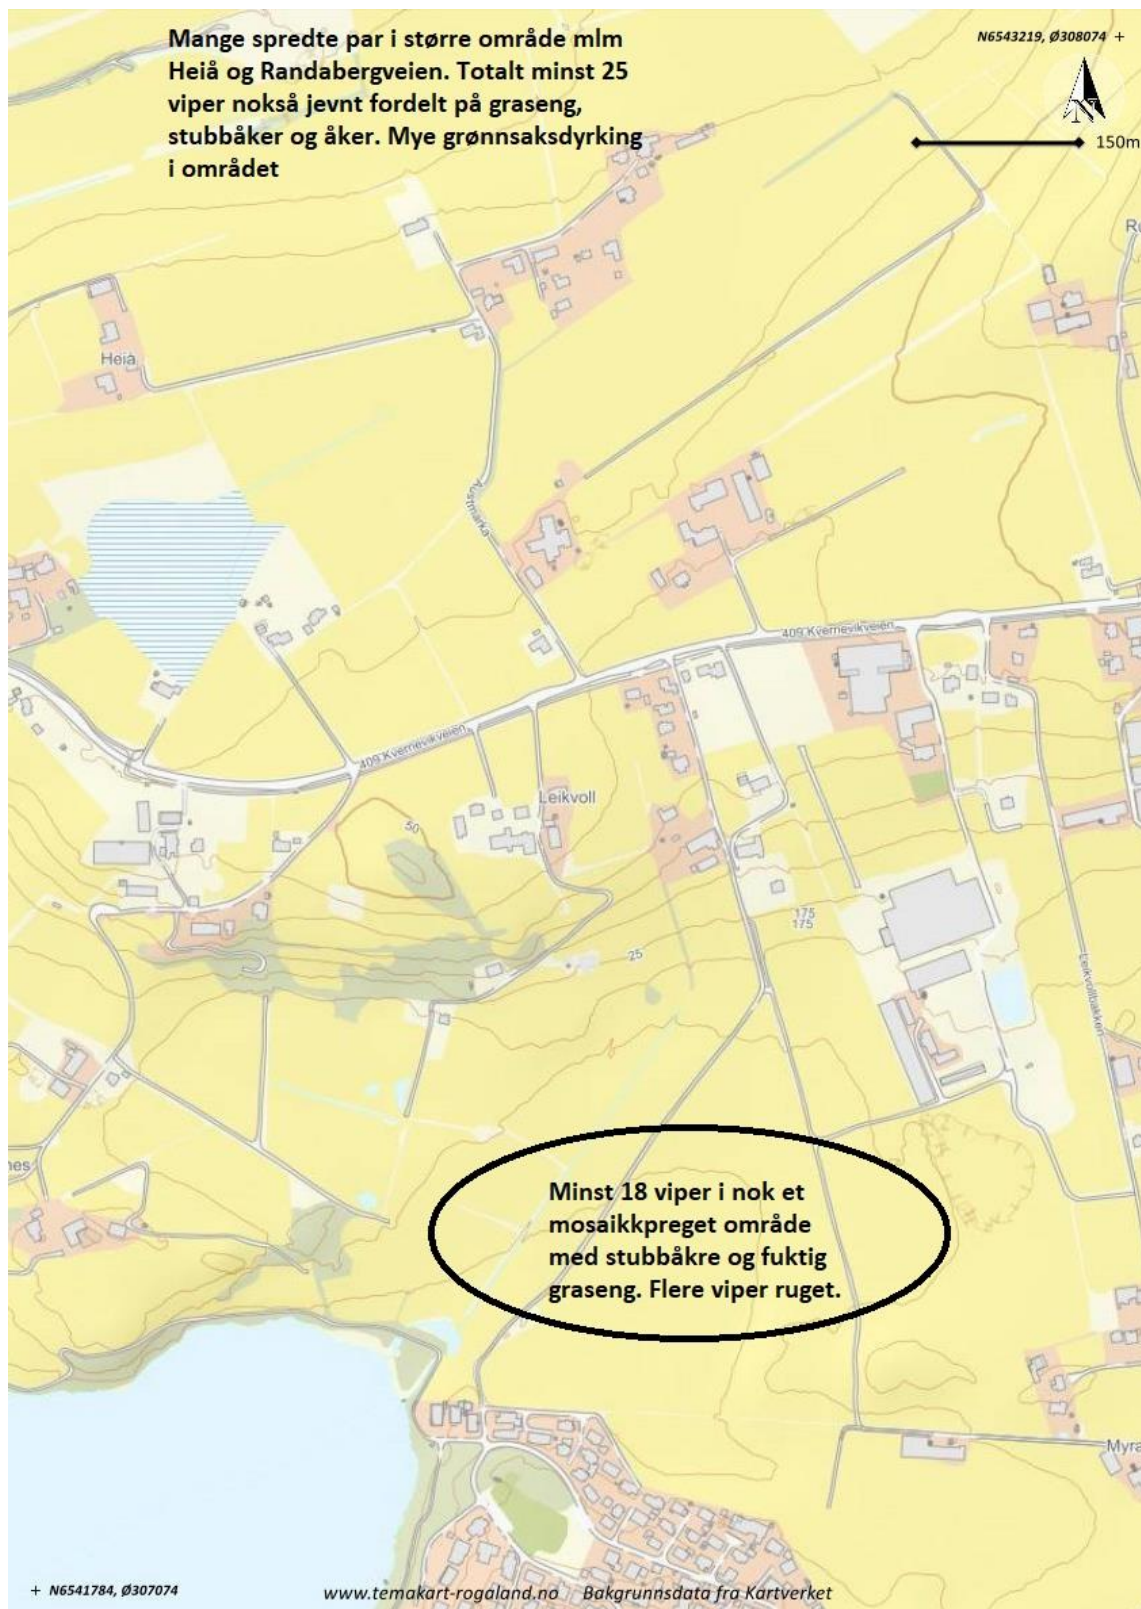 Mange spredte par i større område mlm
Heiå og Randabergveien. Totalt minst 25
viper nokså jevnt fordelt på graseng,
stubbåker og åker. Mye grønnsaksdyrking
i området
N6543219, Ø308074 +
N
150m
Heiå
Austmarka
409 Kvernevikveien
409 Kvernevikveien
Leikvoll
50
175
175
25
Leikvollbakken
Minst 18 viper i nok et
mosaikkpreget område
med stubbåkre og fuktig
graseng. Flere viper ruget.
nes
Myra
+ N6541784, Ø307074
www.temakart-rogaland.no Bakgrunnsdata fra Kartverket